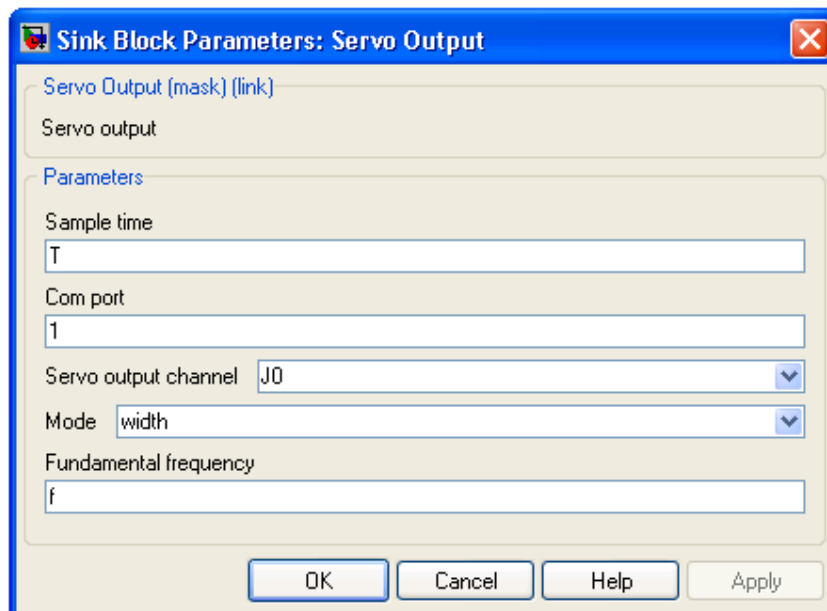 Sink Block Parameters: Servo Output
Servo Output (mask) (link)
Servo output
Parameters
Sample time
T
Com port
1
Servo output channel J0
Mode width
Fundamental frequency
f
OK Cancel Help Apply